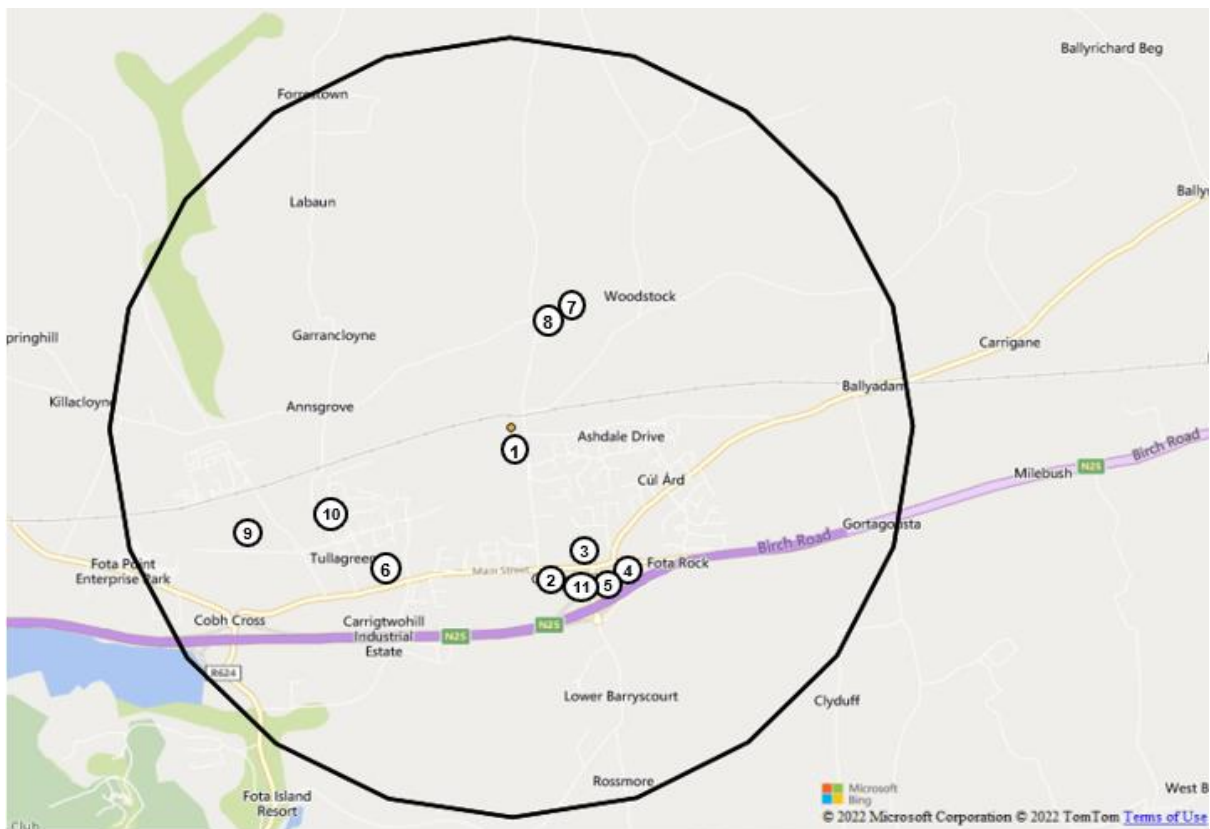 Ballyrichard Beg
Forrestown
Labaun
Woodstock
7
8
pringhill
Garrancloyne
Carrigane
Killacloyne
Annsgrove
Ballyadam
1
Ashdale Drive
Birch Road
N25
Milebush
Cúl Árd
10
9
Gortagousta
Birch Road
3
Fota Point
Enterprise Park
Tullagreen
6
Main Street
2
11
5
4
Fota Rock
Cobh Cross
Carrigtwohill
Industrial
Estate
N25
N25
R624
Lower Barryscourt
Clyduff
Rossmore
Fota Island
Resort
Club
West B
Microsoft
Bing
© 2022 Microsoft Corporation © 2022 TomTom Terms of Use